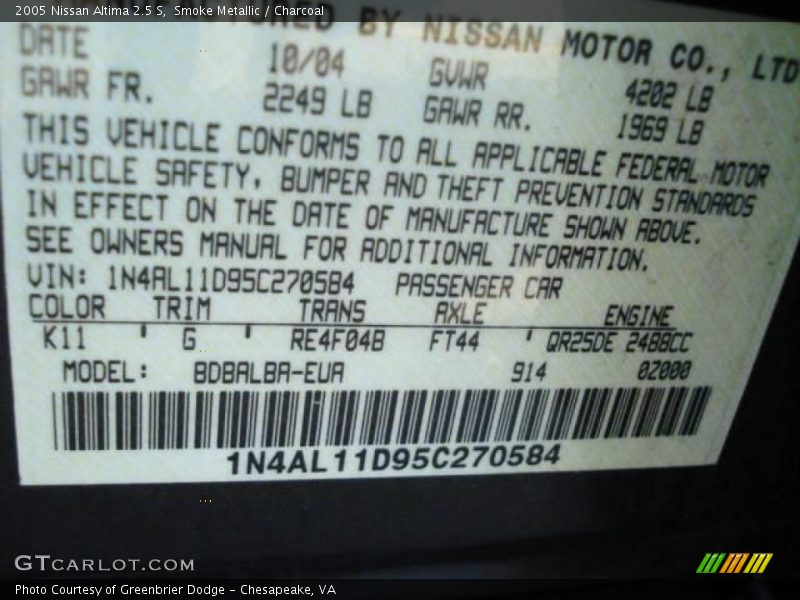 2005 Nissan Altima 2.5 S, Smoke Metallic / Charcoal
BY NISSAN MOTOR CO., LTD
DATE 10/04 GVWR 4202 LB
GAWR FR. 2249 LB GAWR RR. 1969 LB
THIS VEHICLE CONFORMS TO ALL APPLICABLE FEDERAL MOTOR
VEHICLE SAFETY, BUMPER AND THEFT PREVENTION STANDARDS
IN EFFECT ON THE DATE OF MANUFACTURE SHOWN ABOVE.
SEE OWNERS MANUAL FOR ADDITIONAL INFORMATION.
VIN: 1N4AL11D95C270584 PASSENGER CAR
COLOR TRIM TRANS AXLE ENGINE
K11 ' G ' RE4F04B FT44 ' QR25DE 2488CC
MODEL: BDBALBA-EUA 914 0Z000
1N4AL11D95C270584
GTCARLOT.COM
Photo Courtesy of Greenbrier Dodge - Chesapeake, VA